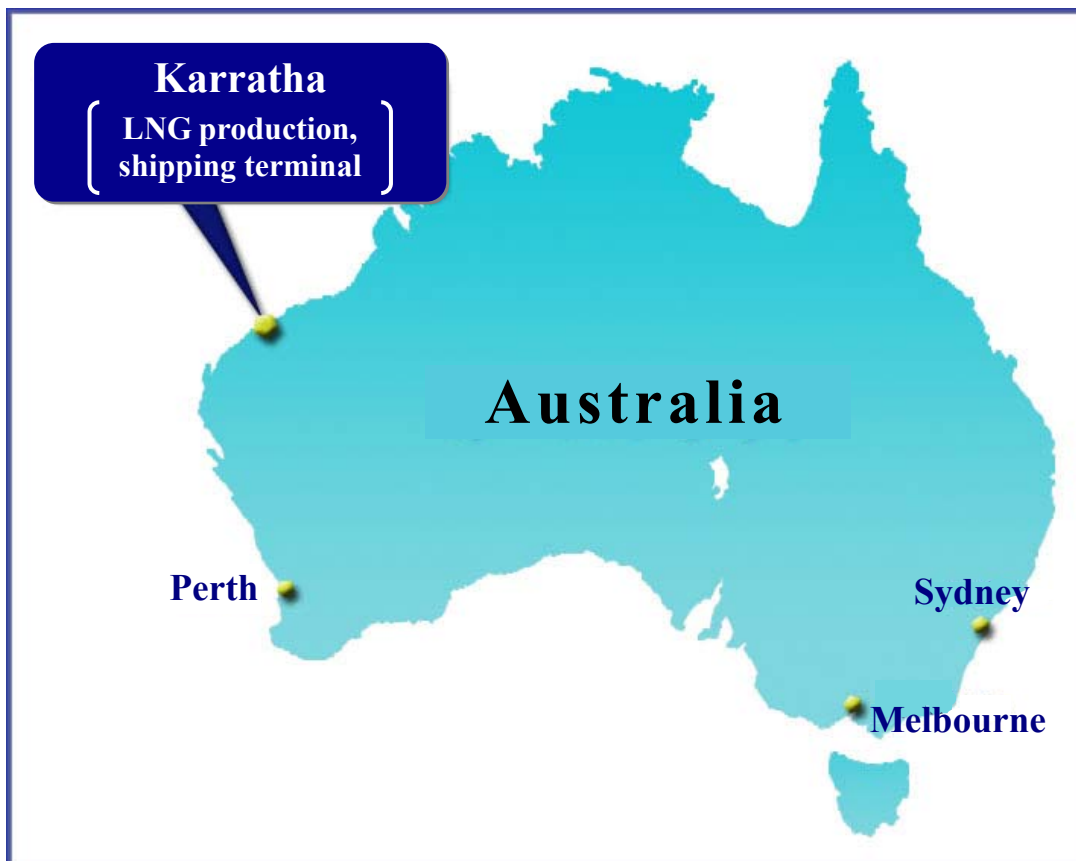 Karratha
LNG production,
shipping terminal
Australia
Perth
Sydney
Melbourne